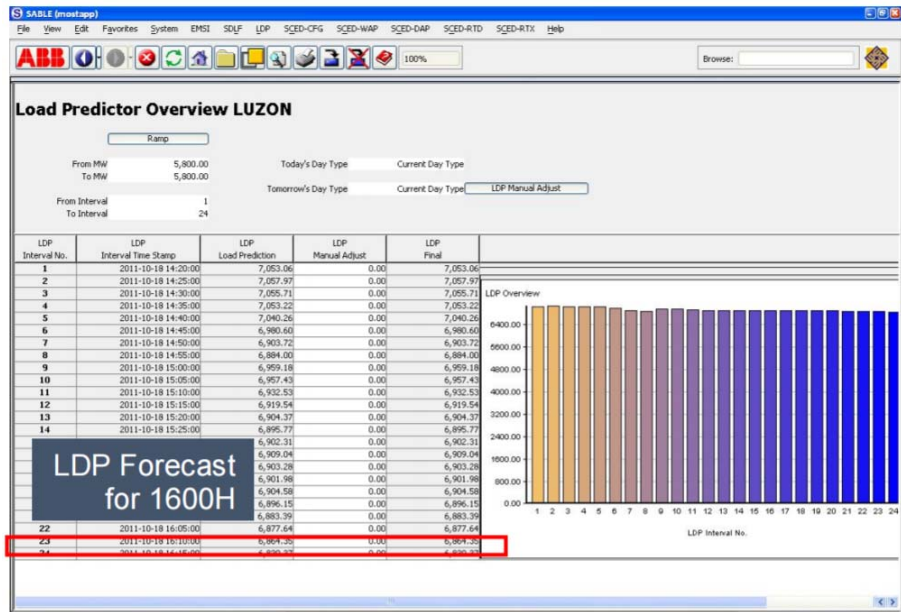 SABLE (mostapp)
File View Edit Favorites System EMSI SDLF LDP SCED-CFG SCED-WAP SCED-DAP SCED-RTD SCED-RTX Help
ABB 100% Browse:
Load Predictor Overview LUZON
Ramp
From MW 5,800.00 Today's Day Type Current Day Type
To MW 5,800.00
Tomorrow's Day Type Current Day Type LDP Manual Adjust
From Interval 1
To Interval 24
LDP LDP LDP LDP LDP
Interval No. Interval Time Stamp Load Prediction Manual Adjust Final
1 2011-10-18 14:20:00 7,053.06 0.00 7,053.06
2 2011-10-18 14:25:00 7,057.97 0.00 7,057.97
3 2011-10-18 14:30:00 7,055.71 0.00 7,055.71
4 2011-10-18 14:35:00 7,053.22 0.00 7,053.22
5 2011-10-18 14:40:00 7,040.26 0.00 7,040.26
6 2011-10-18 14:45:00 6,980.60 0.00 6,980.60
7 2011-10-18 14:50:00 6,903.72 0.00 6,903.72
8 2011-10-18 14:55:00 6,884.00 0.00 6,884.00
9 2011-10-18 15:00:00 6,959.18 0.00 6,959.18
10 2011-10-18 15:05:00 6,957.43 0.00 6,957.43
11 2011-10-18 15:10:00 6,932.53 0.00 6,932.53
12 2011-10-18 15:15:00 6,919.54 0.00 6,919.54
13 2011-10-18 15:20:00 6,904.37 0.00 6,904.37
14 2011-10-18 15:25:00 6,895.77 0.00 6,895.77
6,902.31 0.00 6,902.31
6,909.04 0.00 6,909.04
6,903.28 0.00 6,903.28
6,901.98 0.00 6,901.98
6,904.58 0.00 6,904.58
6,896.15 0.00 6,896.15
6,883.39 0.00 6,883.39
22 2011-10-18 16:05:00 6,877.64 0.00 6,877.64
23 2011-10-18 16:10:00 6,864.35 0.00 6,864.35
LDP Forecast
for 1600H
LDP Overview
6400.00
5600.00
4800.00
4000.00
3200.00
2400.00
1600.00
800.00
0.00
1 2 3 4 5 6 7 8 9 10 11 12 13 14 15 16 17 18 19 20 21 22 23 24
LDP Interval No.